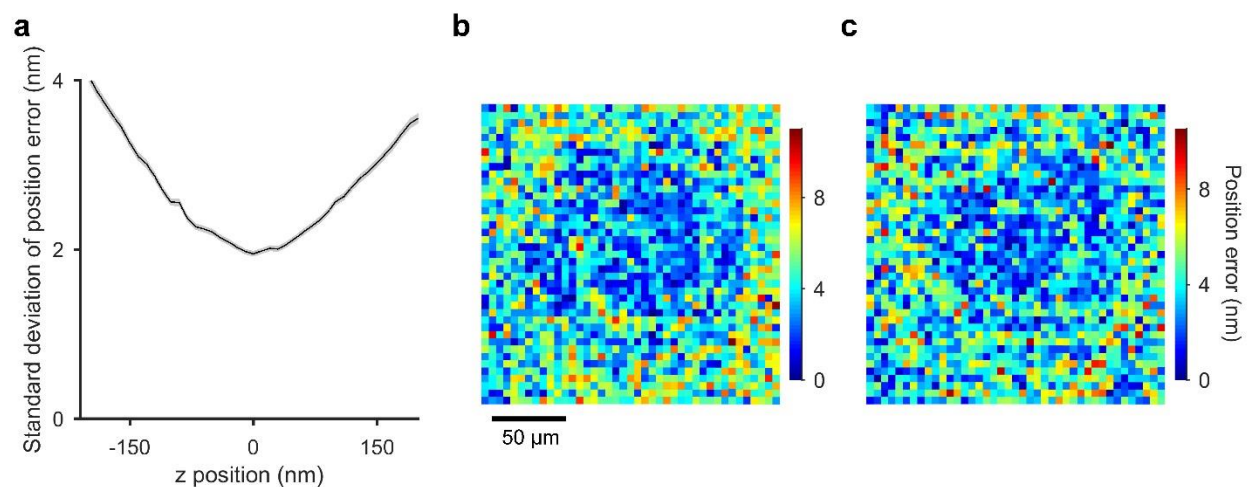 a
b
c
Standard deviation of position error (nm)
4
2
0
-150
0
150
z position (nm)
50 µm
8
4
0
8
4
0
Position error (nm)